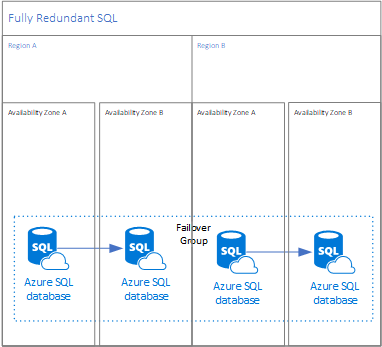 Fully Redundant SQL
Region A
Region B
Availability Zone A
Availability Zone B
Availability Zone A
Availability Zone B
Failover
Group
SQL
SQL
SQL
SQL
Azure SQL
database
Azure SQL
database
Azure SQL
database
Azure SQL
database